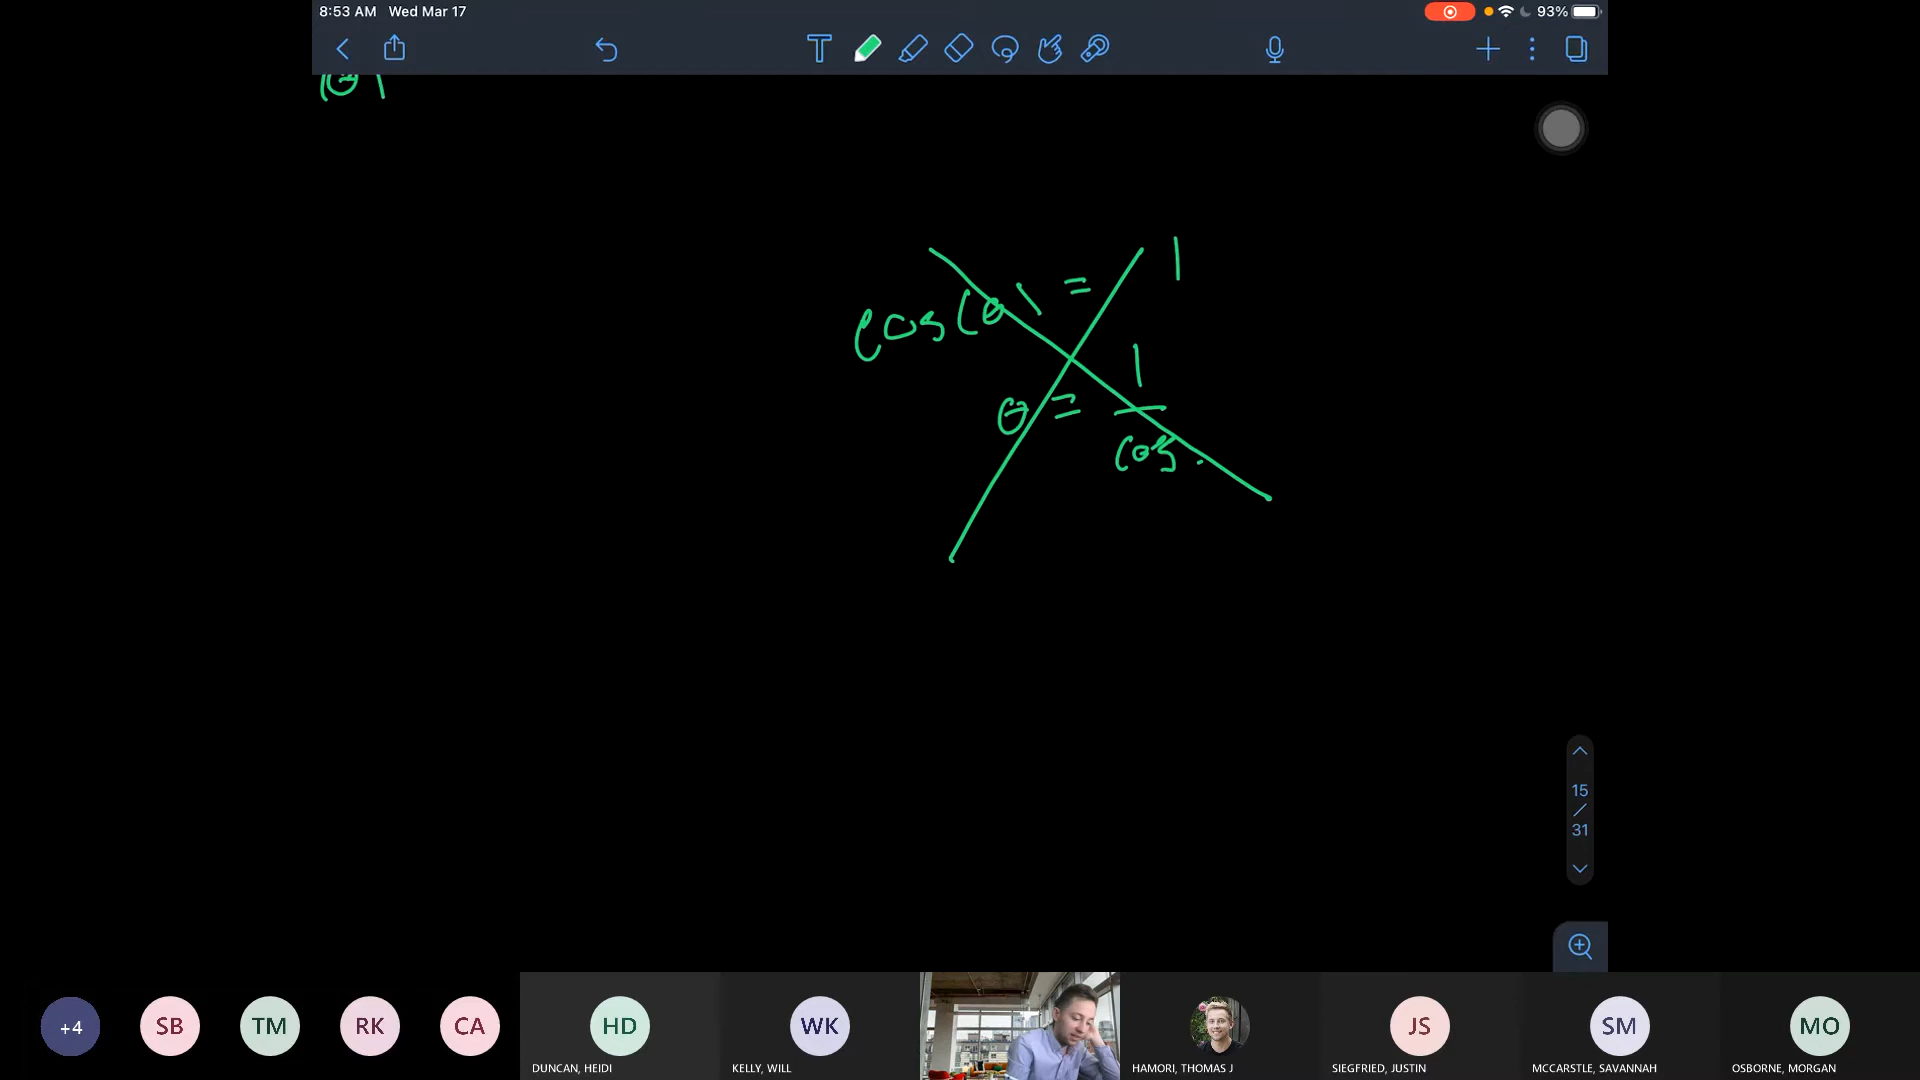 8:53 AM Wed Mar 17
93%
T
(θ)
cos(θ) = 1
θ = 1/cos.
15
/
31
+4
SB
TM
RK
CA
HD
WK
JS
SM
MO
DUNCAN, HEIDI
KELLY, WILL
HAMORI, THOMAS J
SIEGFRIED, JUSTIN
MCCARSTLE, SAVANNAH
OSBORNE, MORGAN